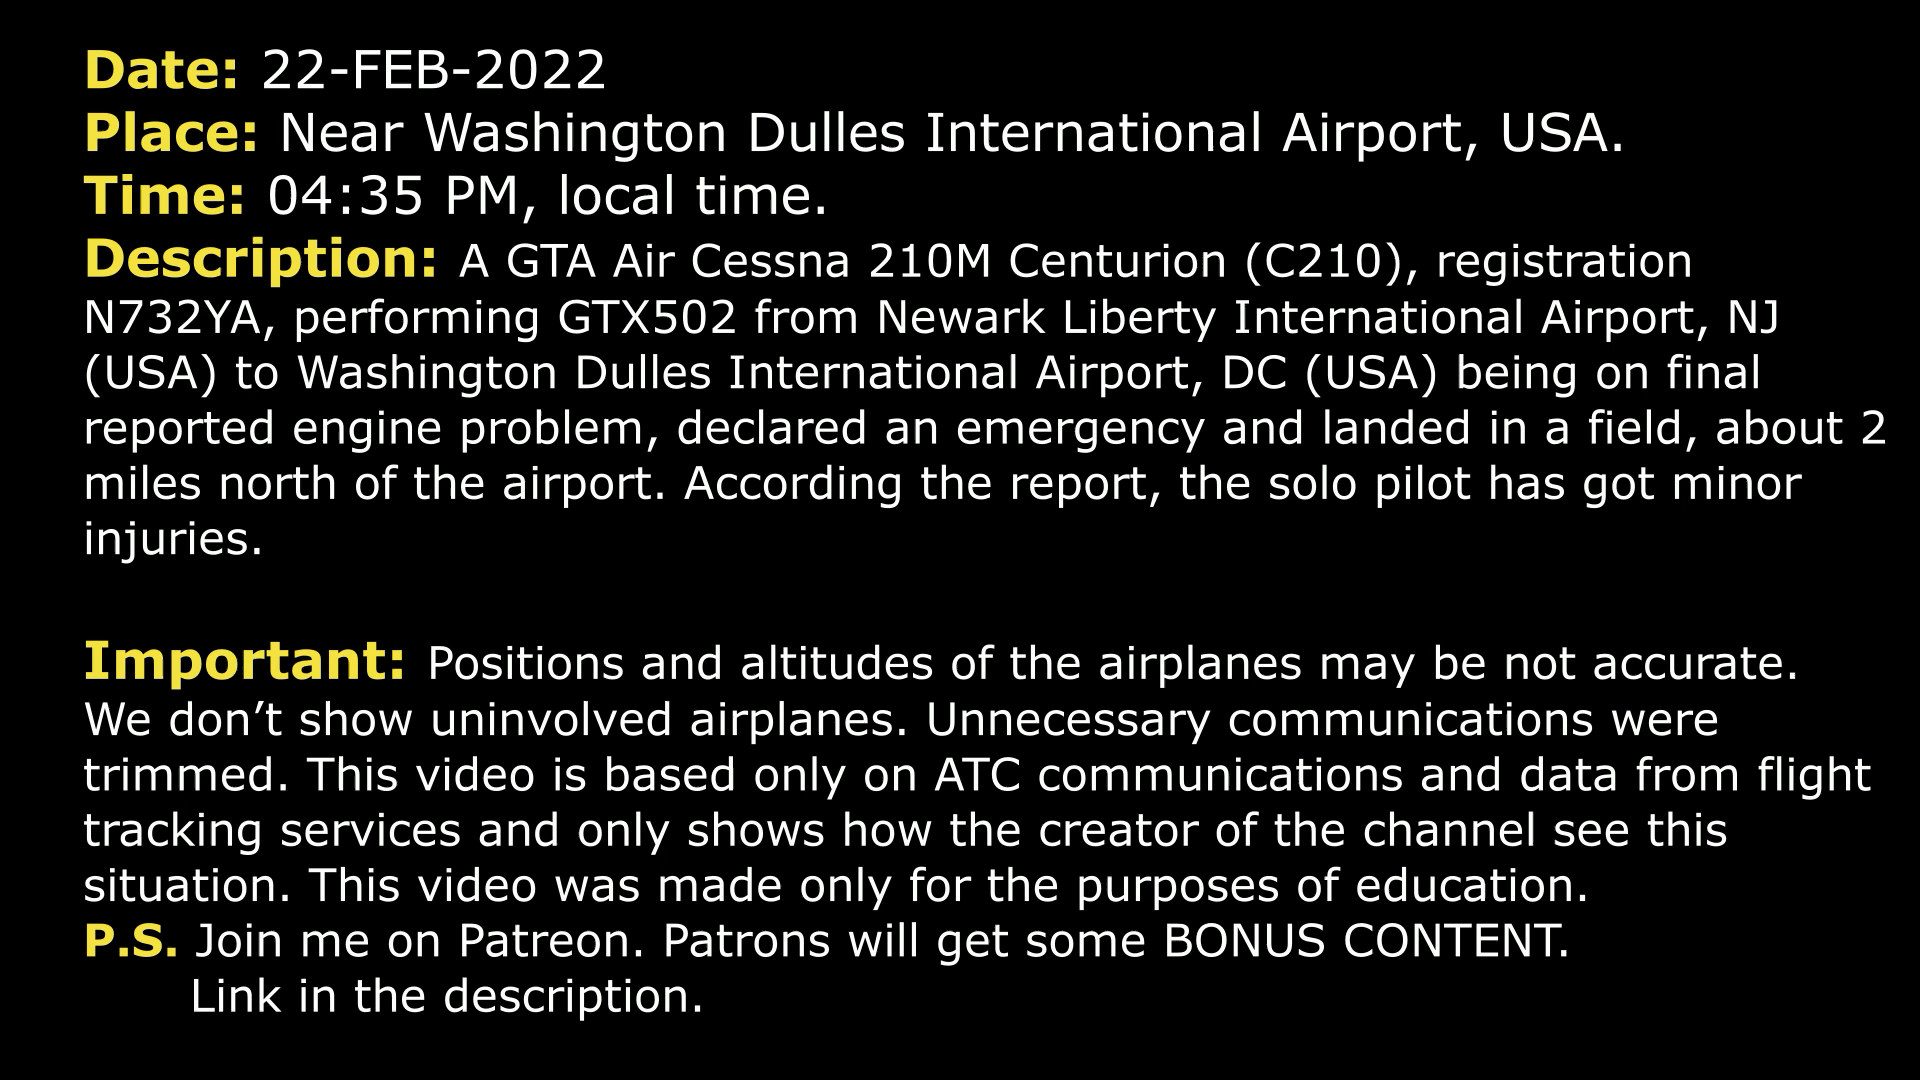 Date: 22-FEB-2022
Place: Near Washington Dulles International Airport, USA.
Time: 04:35 PM, local time.
Description: A GTA Air Cessna 210M Centurion (C210), registration
N732YA, performing GTX502 from Newark Liberty International Airport, NJ
(USA) to Washington Dulles International Airport, DC (USA) being on final
reported engine problem, declared an emergency and landed in a field, about 2
miles north of the airport. According the report, the solo pilot has got minor
injuries.
Important: Positions and altitudes of the airplanes may be not accurate.
We don’t show uninvolved airplanes. Unnecessary communications were
trimmed. This video is based only on ATC communications and data from flight
tracking services and only shows how the creator of the channel see this
situation. This video was made only for the purposes of education.
P.S. Join me on Patreon. Patrons will get some BONUS CONTENT.
Link in the description.